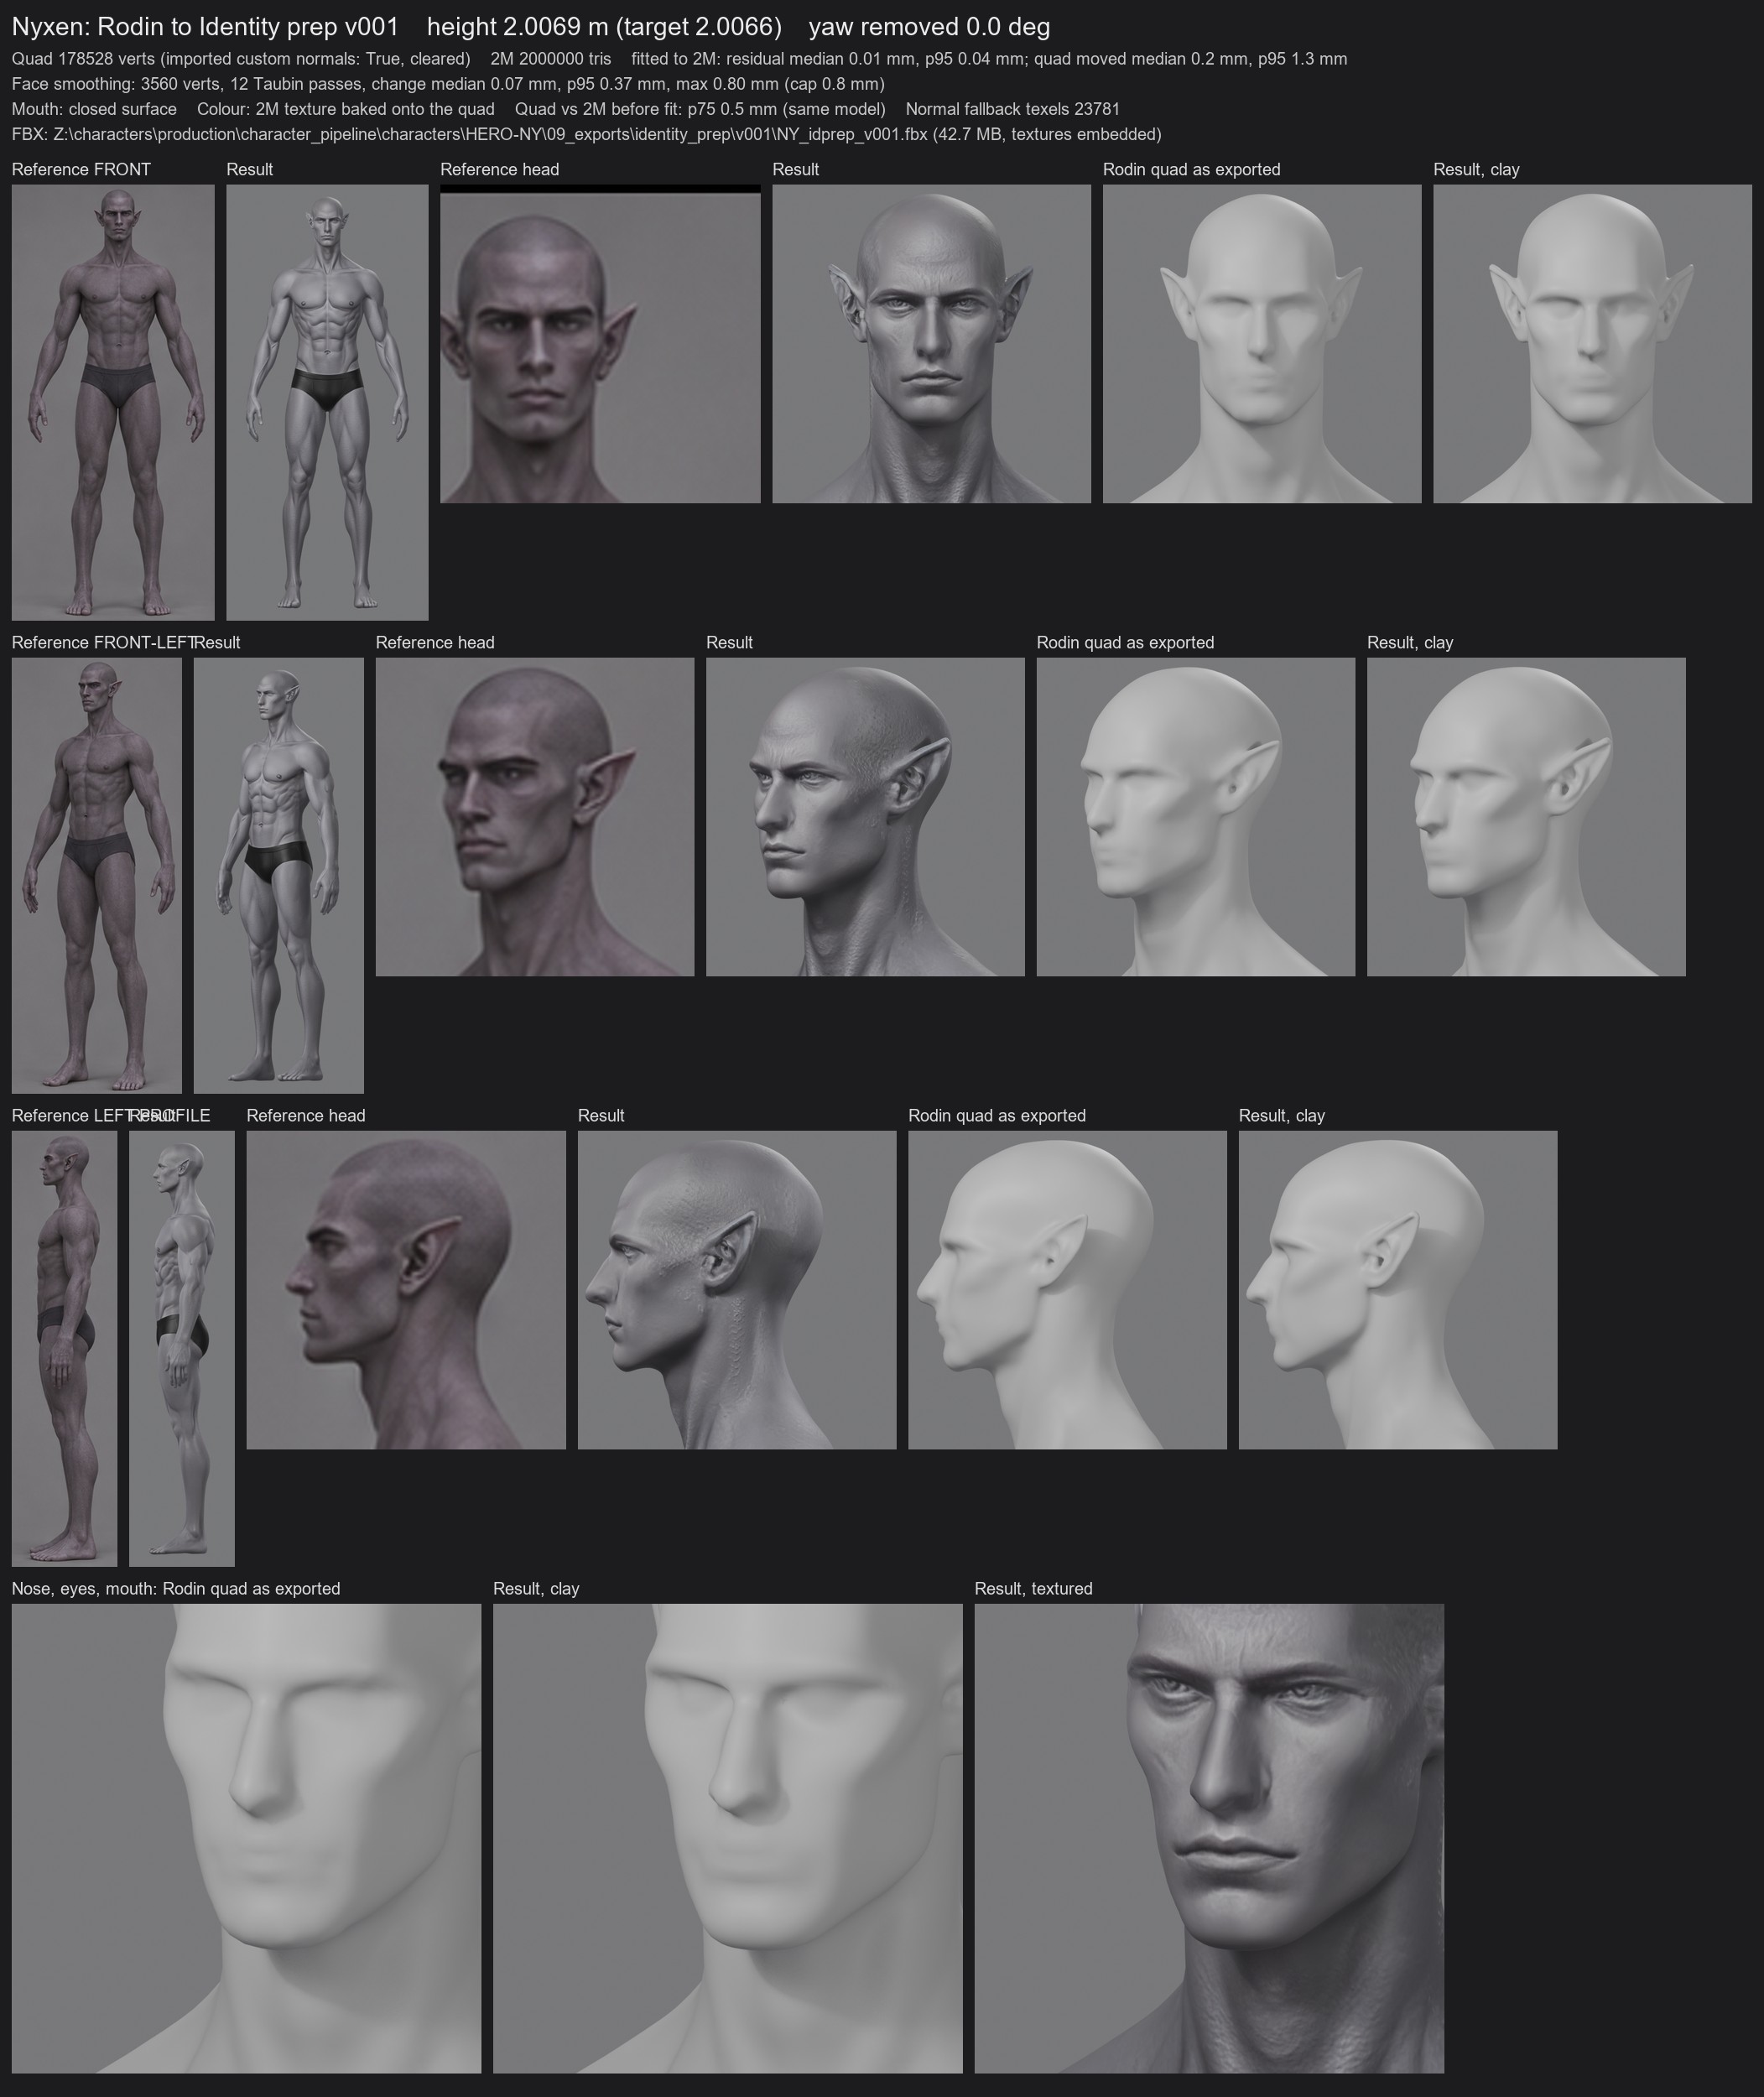 Nyxen: Rodin to Identity prep v001    height 2.0069 m (target 2.0066)    yaw removed 0.0 deg
Quad 178528 verts (imported custom normals: True, cleared)    2M 2000000 tris    fitted to 2M: residual median 0.01 mm, p95 0.04 mm; quad moved median 0.2 mm, p95 1.3 mm
Face smoothing: 3560 verts, 12 Taubin passes, change median 0.07 mm, p95 0.37 mm, max 0.80 mm (cap 0.8 mm)
Mouth: closed surface    Colour: 2M texture baked onto the quad    Quad vs 2M before fit: p75 0.5 mm (same model)    Normal fallback texels 23781
FBX: Z:\characters\production\character_pipeline\characters\HERO-NY\09_exports\identity_prep\v001\NY_idprep_v001.fbx (42.7 MB, textures embedded)
Reference FRONT    Result    Reference head    Result    Rodin quad as exported    Result, clay
Reference FRONT-LEFT    Result    Reference head    Result    Rodin quad as exported    Result, clay
Reference LEFT PROFILE    Result    Reference head    Result    Rodin quad as exported    Result, clay
Nose, eyes, mouth: Rodin quad as exported    Result, clay    Result, textured